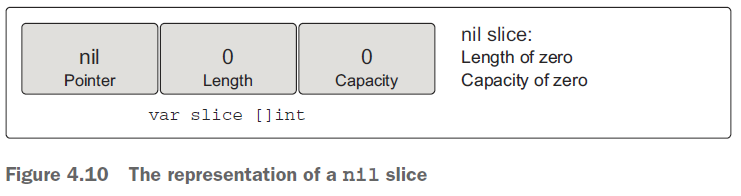 nil
Pointer
0
Length
0
Capacity
nil slice:
Length of zero
Capacity of zero
var slice []int
Figure 4.10 The representation of a nil slice